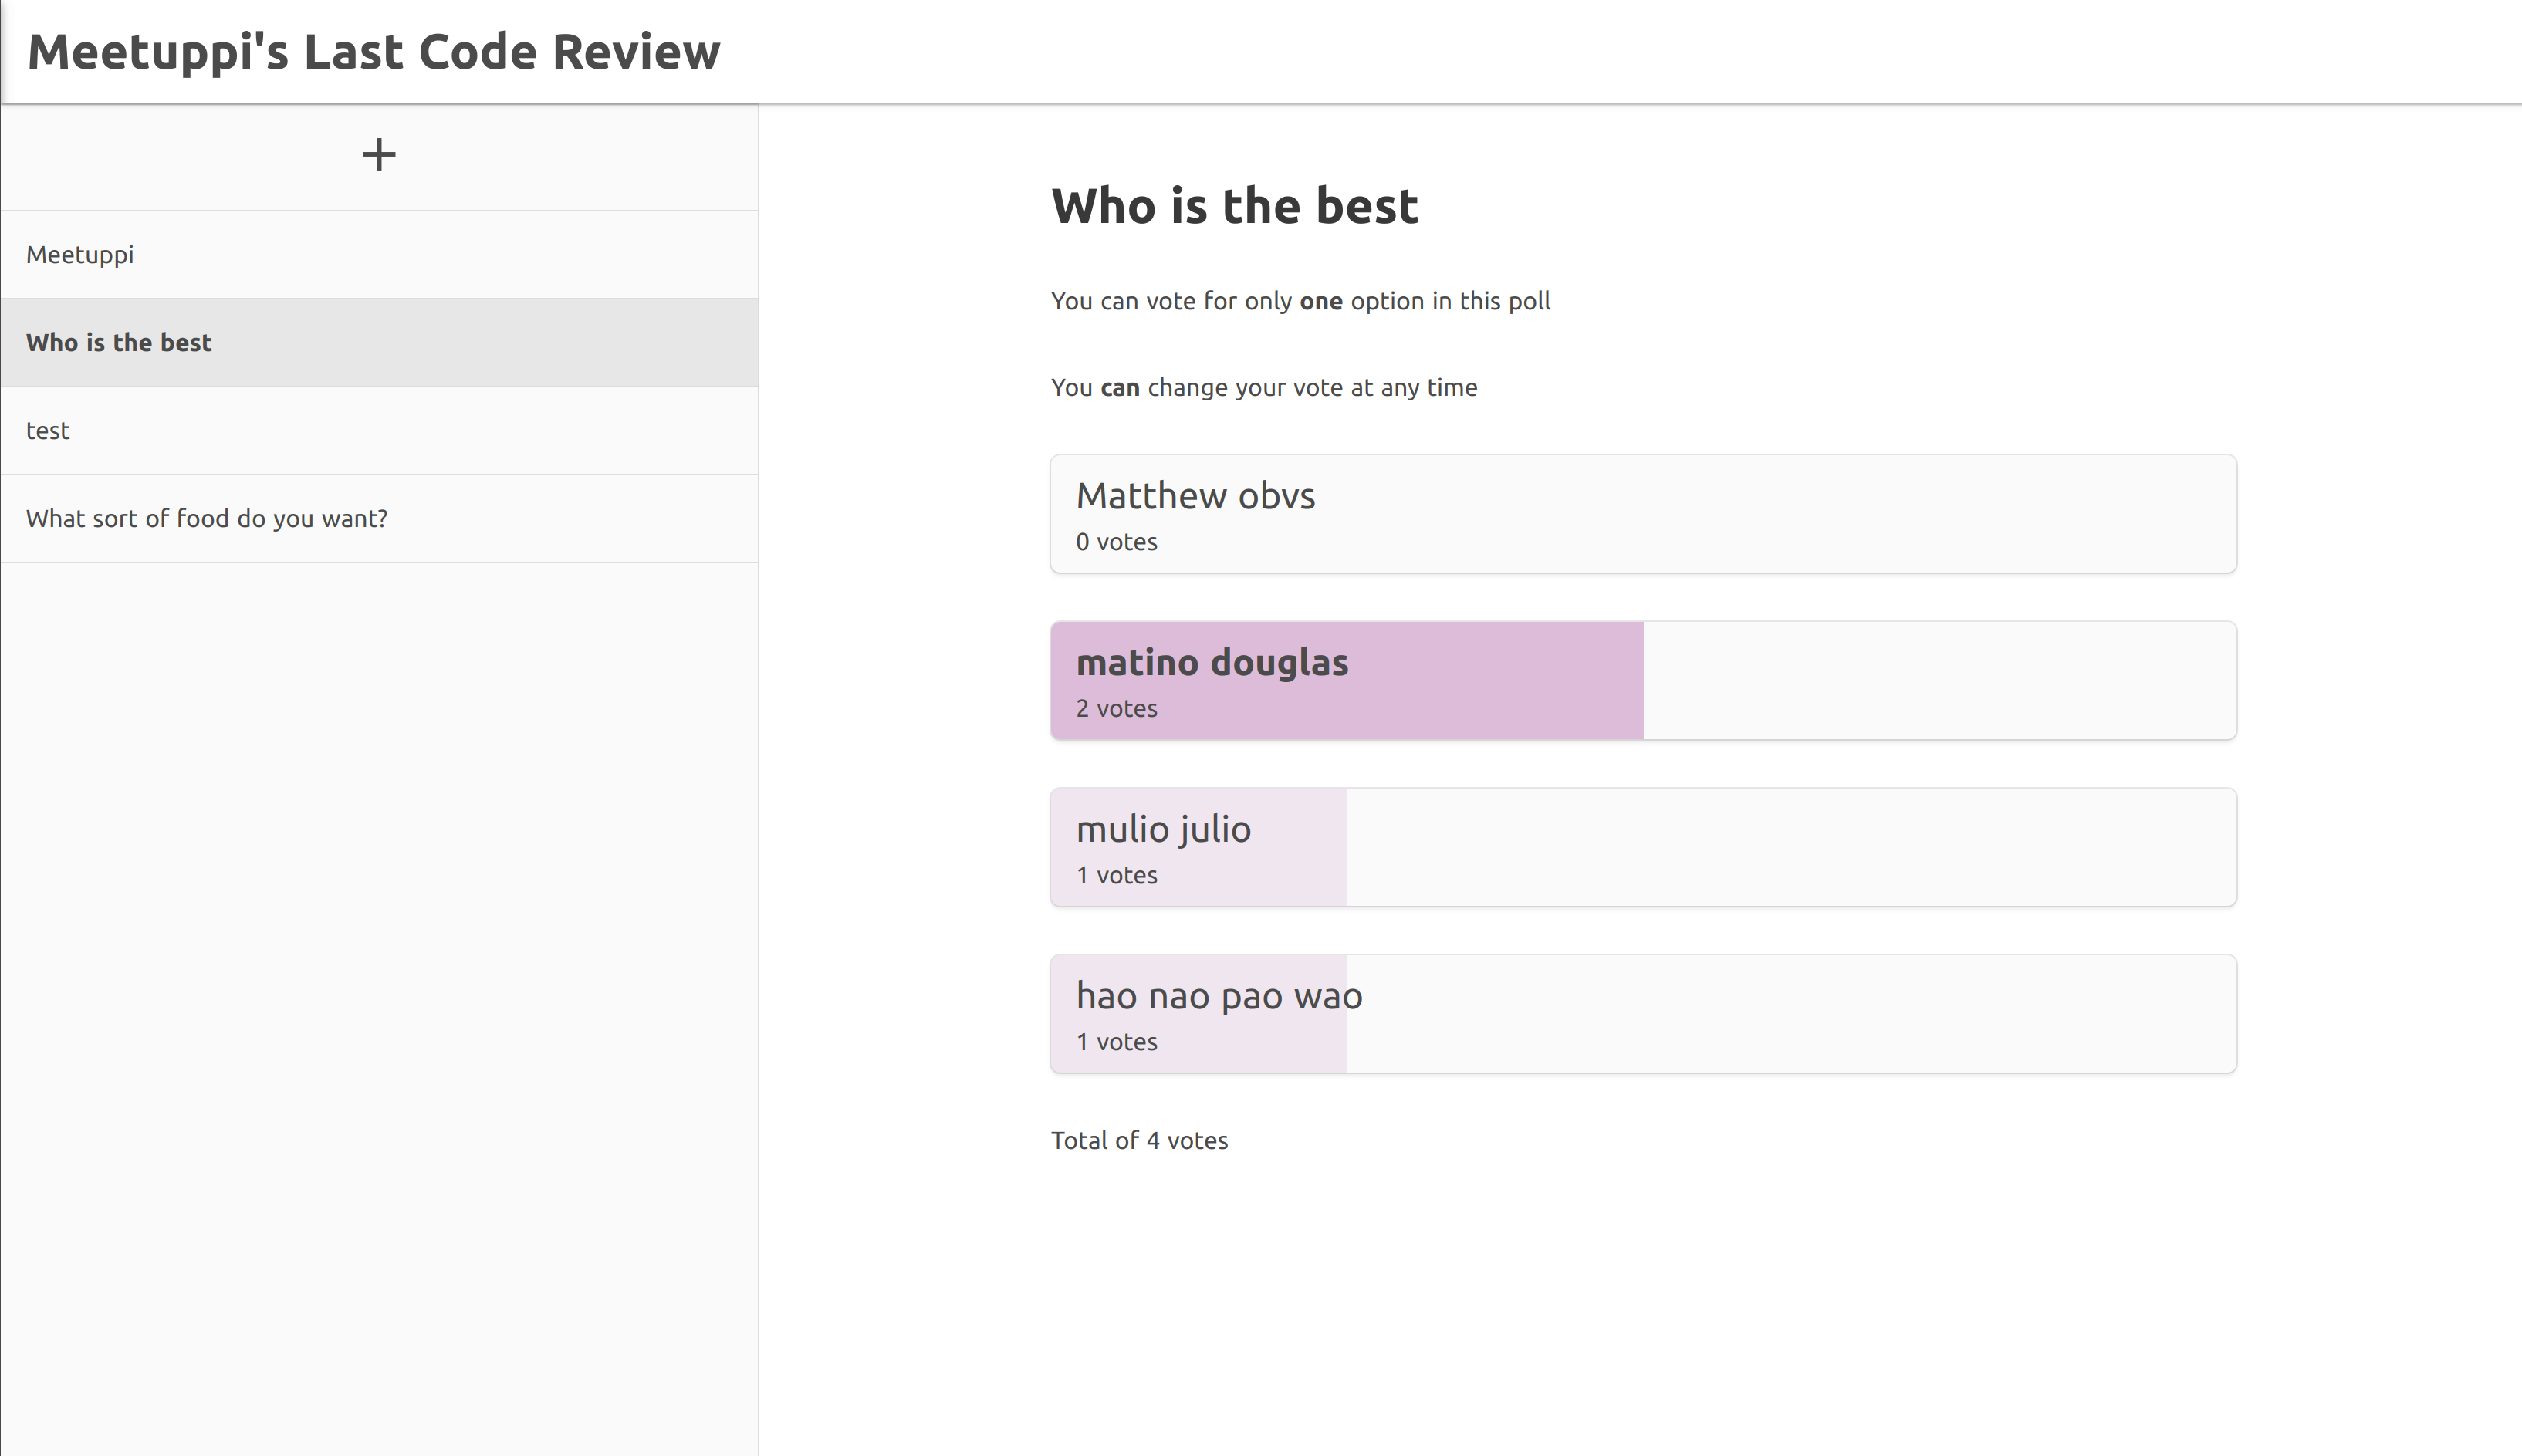 Meetuppi's Last Code Review
+
Meetuppi
Who is the best
test
What sort of food do you want?
Who is the best
You can vote for only one option in this poll
You can change your vote at any time
Matthew obvs
0 votes
matino douglas
2 votes
mulio julio
1 votes
hao nao pao wao
1 votes
Total of 4 votes